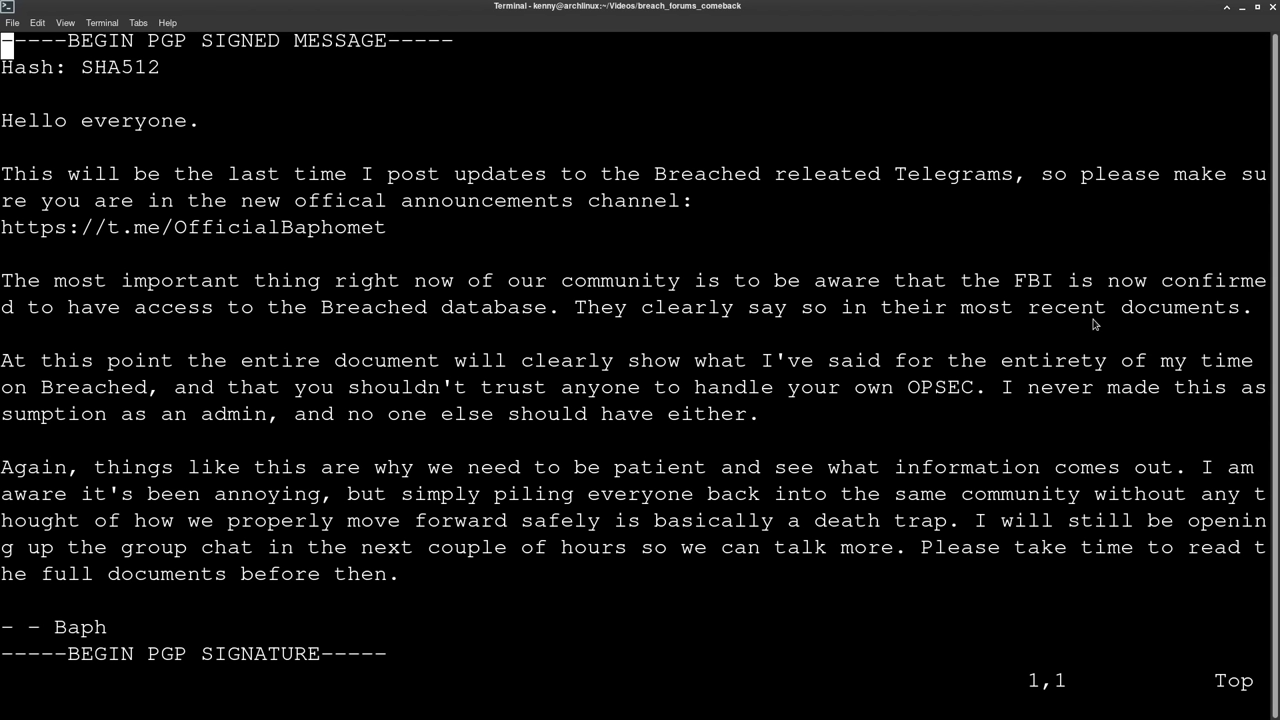 Terminal - kenny@archlinux:~/Videos/breach_forums_comeback
File Edit View Terminal Tabs Help
-----BEGIN PGP SIGNED MESSAGE-----
Hash: SHA512
Hello everyone.
This will be the last time I post updates to the Breached releated Telegrams, so please make su
re you are in the new offical announcements channel:
https://t.me/OfficialBaphomet
The most important thing right now of our community is to be aware that the FBI is now confirme
d to have access to the Breached database. They clearly say so in their most recent documents.
At this point the entire document will clearly show what I've said for the entirety of my time
on Breached, and that you shouldn't trust anyone to handle your own OPSEC. I never made this as
sumption as an admin, and no one else should have either.
Again, things like this are why we need to be patient and see what information comes out. I am
aware it's been annoying, but simply piling everyone back into the same community without any t
hought of how we properly move forward safely is basically a death trap. I will still be openin
g up the group chat in the next couple of hours so we can talk more. Please take time to read t
he full documents before then.
- - Baph
-----BEGIN PGP SIGNATURE-----
1,1 Top